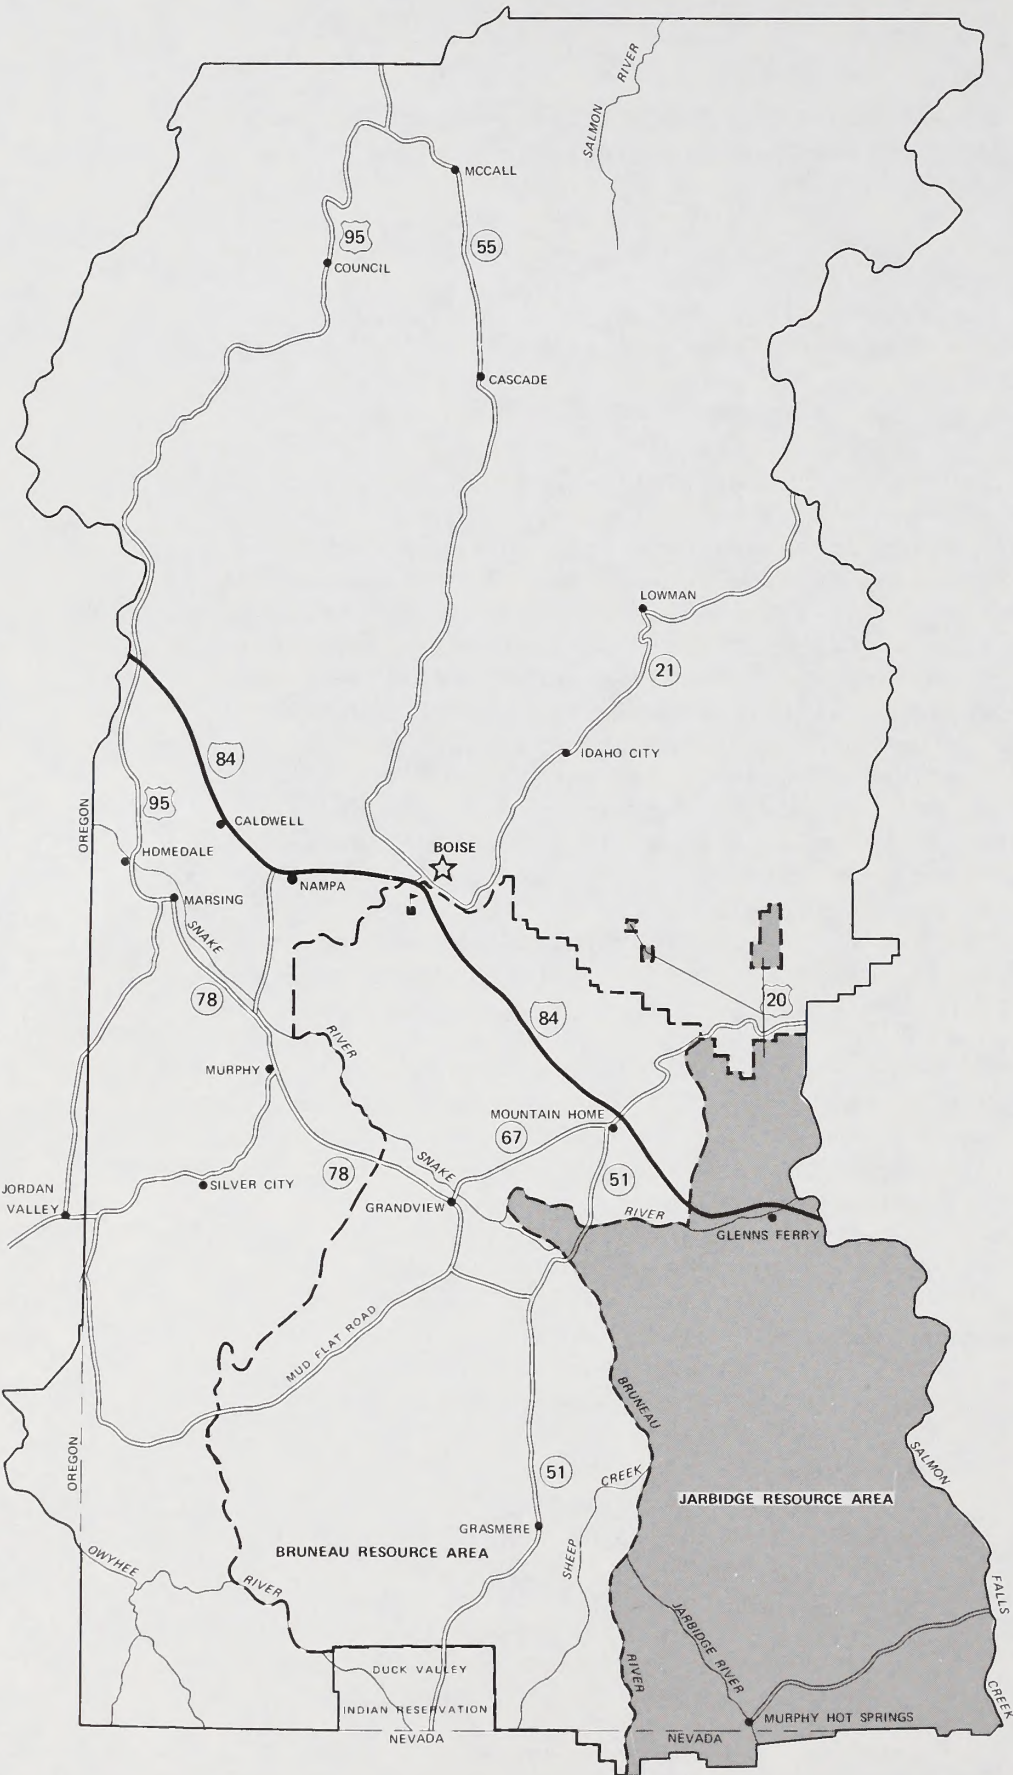 SALMON RIVER
MCCALL
95
55
COUNCIL
CASCADE
LOWMAN
21
IDAHO CITY
84
95
OREGON
CALDWELL
BOISE
HOMEDALE
NAMPA
MARSING
SNAKE
78
20
84
RIVER
MURPHY
MOUNTAIN HOME
67
SNAKE
51
78
JORDAN
VALLEY
SILVER CITY
GRANDVIEW
RIVER
GLENNS FERRY
MUD FLAT ROAD
BRUNEAU
OREGON
SALMON
51
CREEK
JARBIDGE RESOURCE AREA
GRASMERE
BRUNEAU RESOURCE AREA
SHEEP
OWYHEE
RIVER
FALLS
JARBIDGE RIVER
RIVER
DUCK VALLEY
INDIAN RESERVATION
CREEK
MURPHY HOT SPRINGS
NEVADA
NEVADA